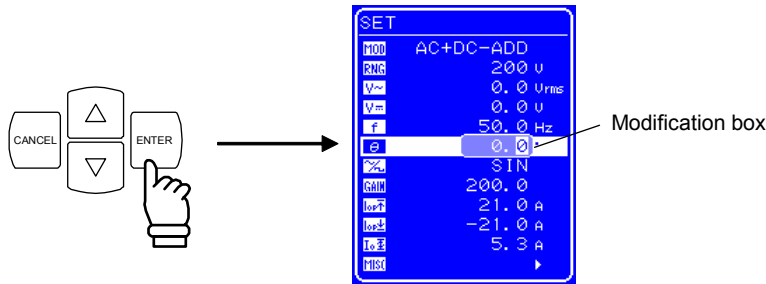 CANCEL
ENTER
SET
MOD AC+DC-ADD
RNG 200 V
V~ 0.0 Vrms
V⎓ 0.0 V
f 50.0 Hz
θ 0.0 °
SIN
GAIN 200.0
21.0 A
-21.0 A
5.3 A
MISC
Modification box